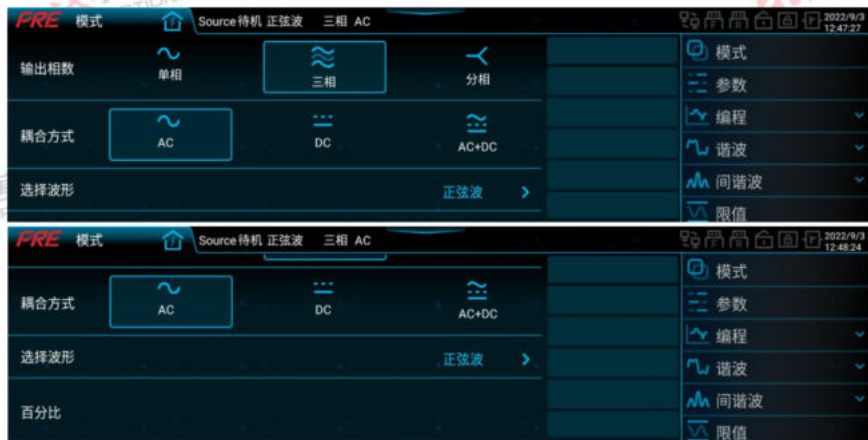 PRE 模式 Source 待机 正弦波 三相 AC 2022/9/3
12:47:27
输出相数 单相 三相 分相
耦合方式 AC DC AC+DC
选择波形 正弦波 >
模式
参数
编程
谐波
间谐波
限值
PRE 模式 Source 待机 正弦波 三相 AC 2022/9/3
12:48:24
耦合方式 AC DC AC+DC
选择波形 正弦波 >
百分比
模式
参数
编程
谐波
间谐波
限值